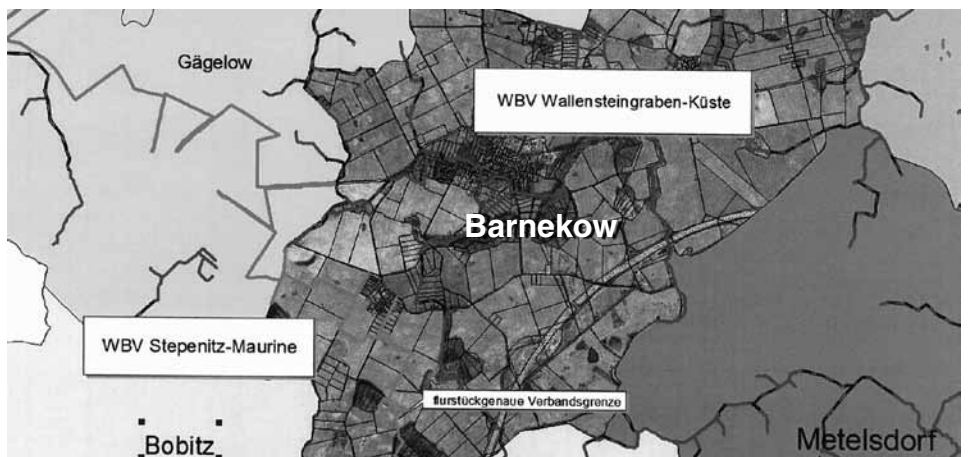 Gägelow
WBV Wallensteingraben-Küste
Barnekow
WBV Stepenitz-Maurine
flurstückgenaue Verbandsgrenze
Bobitz
Metelsdorf